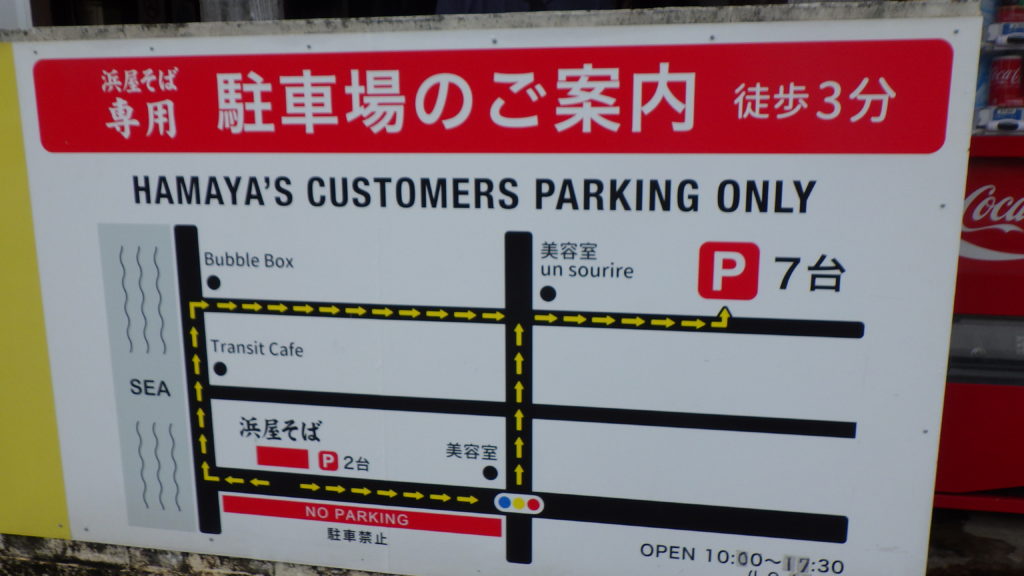 浜屋そば
専用
駐車場のご案内
徒歩3分
HAMAYA'S CUSTOMERS PARKING ONLY
Bubble Box
美容室
un sourire
P 7台
Transit Cafe
SEA
浜屋そば
P 2台
美容室
NO PARKING
駐車禁止
OPEN 10:00～17:30
Coca